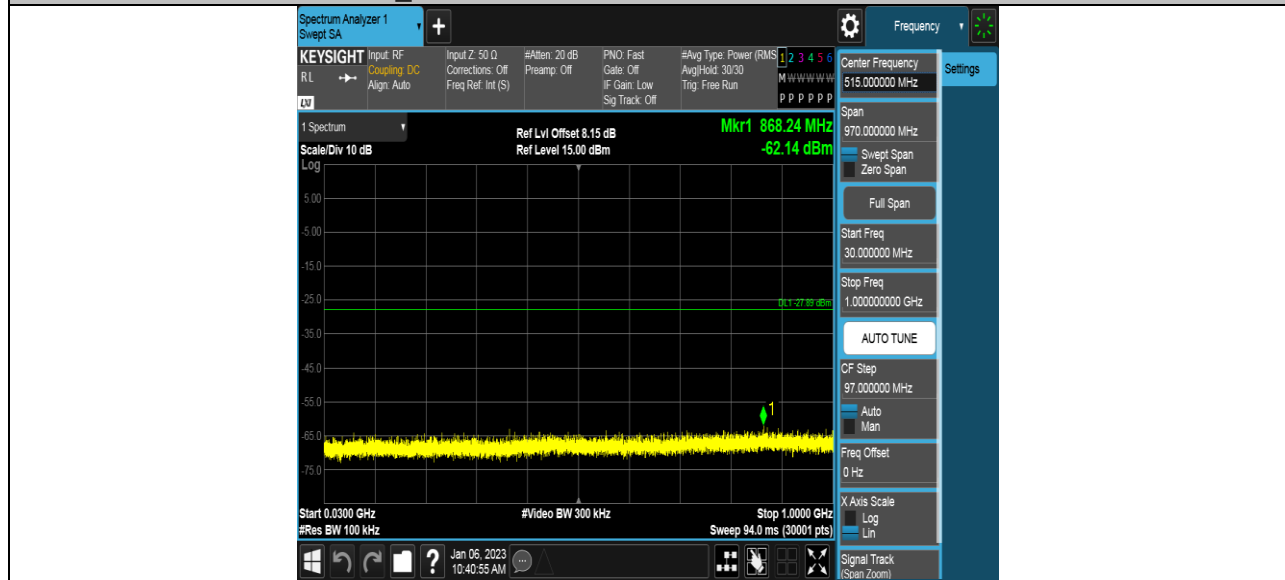 Spectrum Analyzer 1
Swept SA
+
Frequency
KEYSIGHT
RL
LXI
Input: RF
Coupling: DC
Align: Auto
Input Z: 50 Ω
Corrections: Off
Freq Ref: Int (S)
#Atten: 20 dB
Preamp: Off
PNO: Fast
Gate: Off
IF Gain: Low
Sig Track: Off
#Avg Type: Power (RMS
Avg|Hold: 30/30
Trig: Free Run
1 2 3 4 5 6
M W W W W W
P P P P P P
Center Frequency
515.000000 MHz
Settings
1 Spectrum
Scale/Div 10 dB
Ref Lvl Offset 8.15 dB
Ref Level 15.00 dBm
Mkr1 868.24 MHz
-62.14 dBm
Log
5.00
-5.00
-15.0
-25.0
-35.0
-45.0
-55.0
-65.0
-75.0
DL1 -27.89 dBm
1
Start 0.0300 GHz
#Res BW 100 kHz
#Video BW 300 kHz
Stop 1.0000 GHz
Sweep 94.0 ms (30001 pts)
Span
970.000000 MHz
Swept Span
Zero Span
Full Span
Start Freq
30.000000 MHz
Stop Freq
1.000000000 GHz
AUTO TUNE
CF Step
97.000000 MHz
Auto
Man
Freq Offset
0 Hz
X Axis Scale
Log
Lin
Signal Track
(Span Zoom)
?
Jan 06, 2023
10:40:55 AM